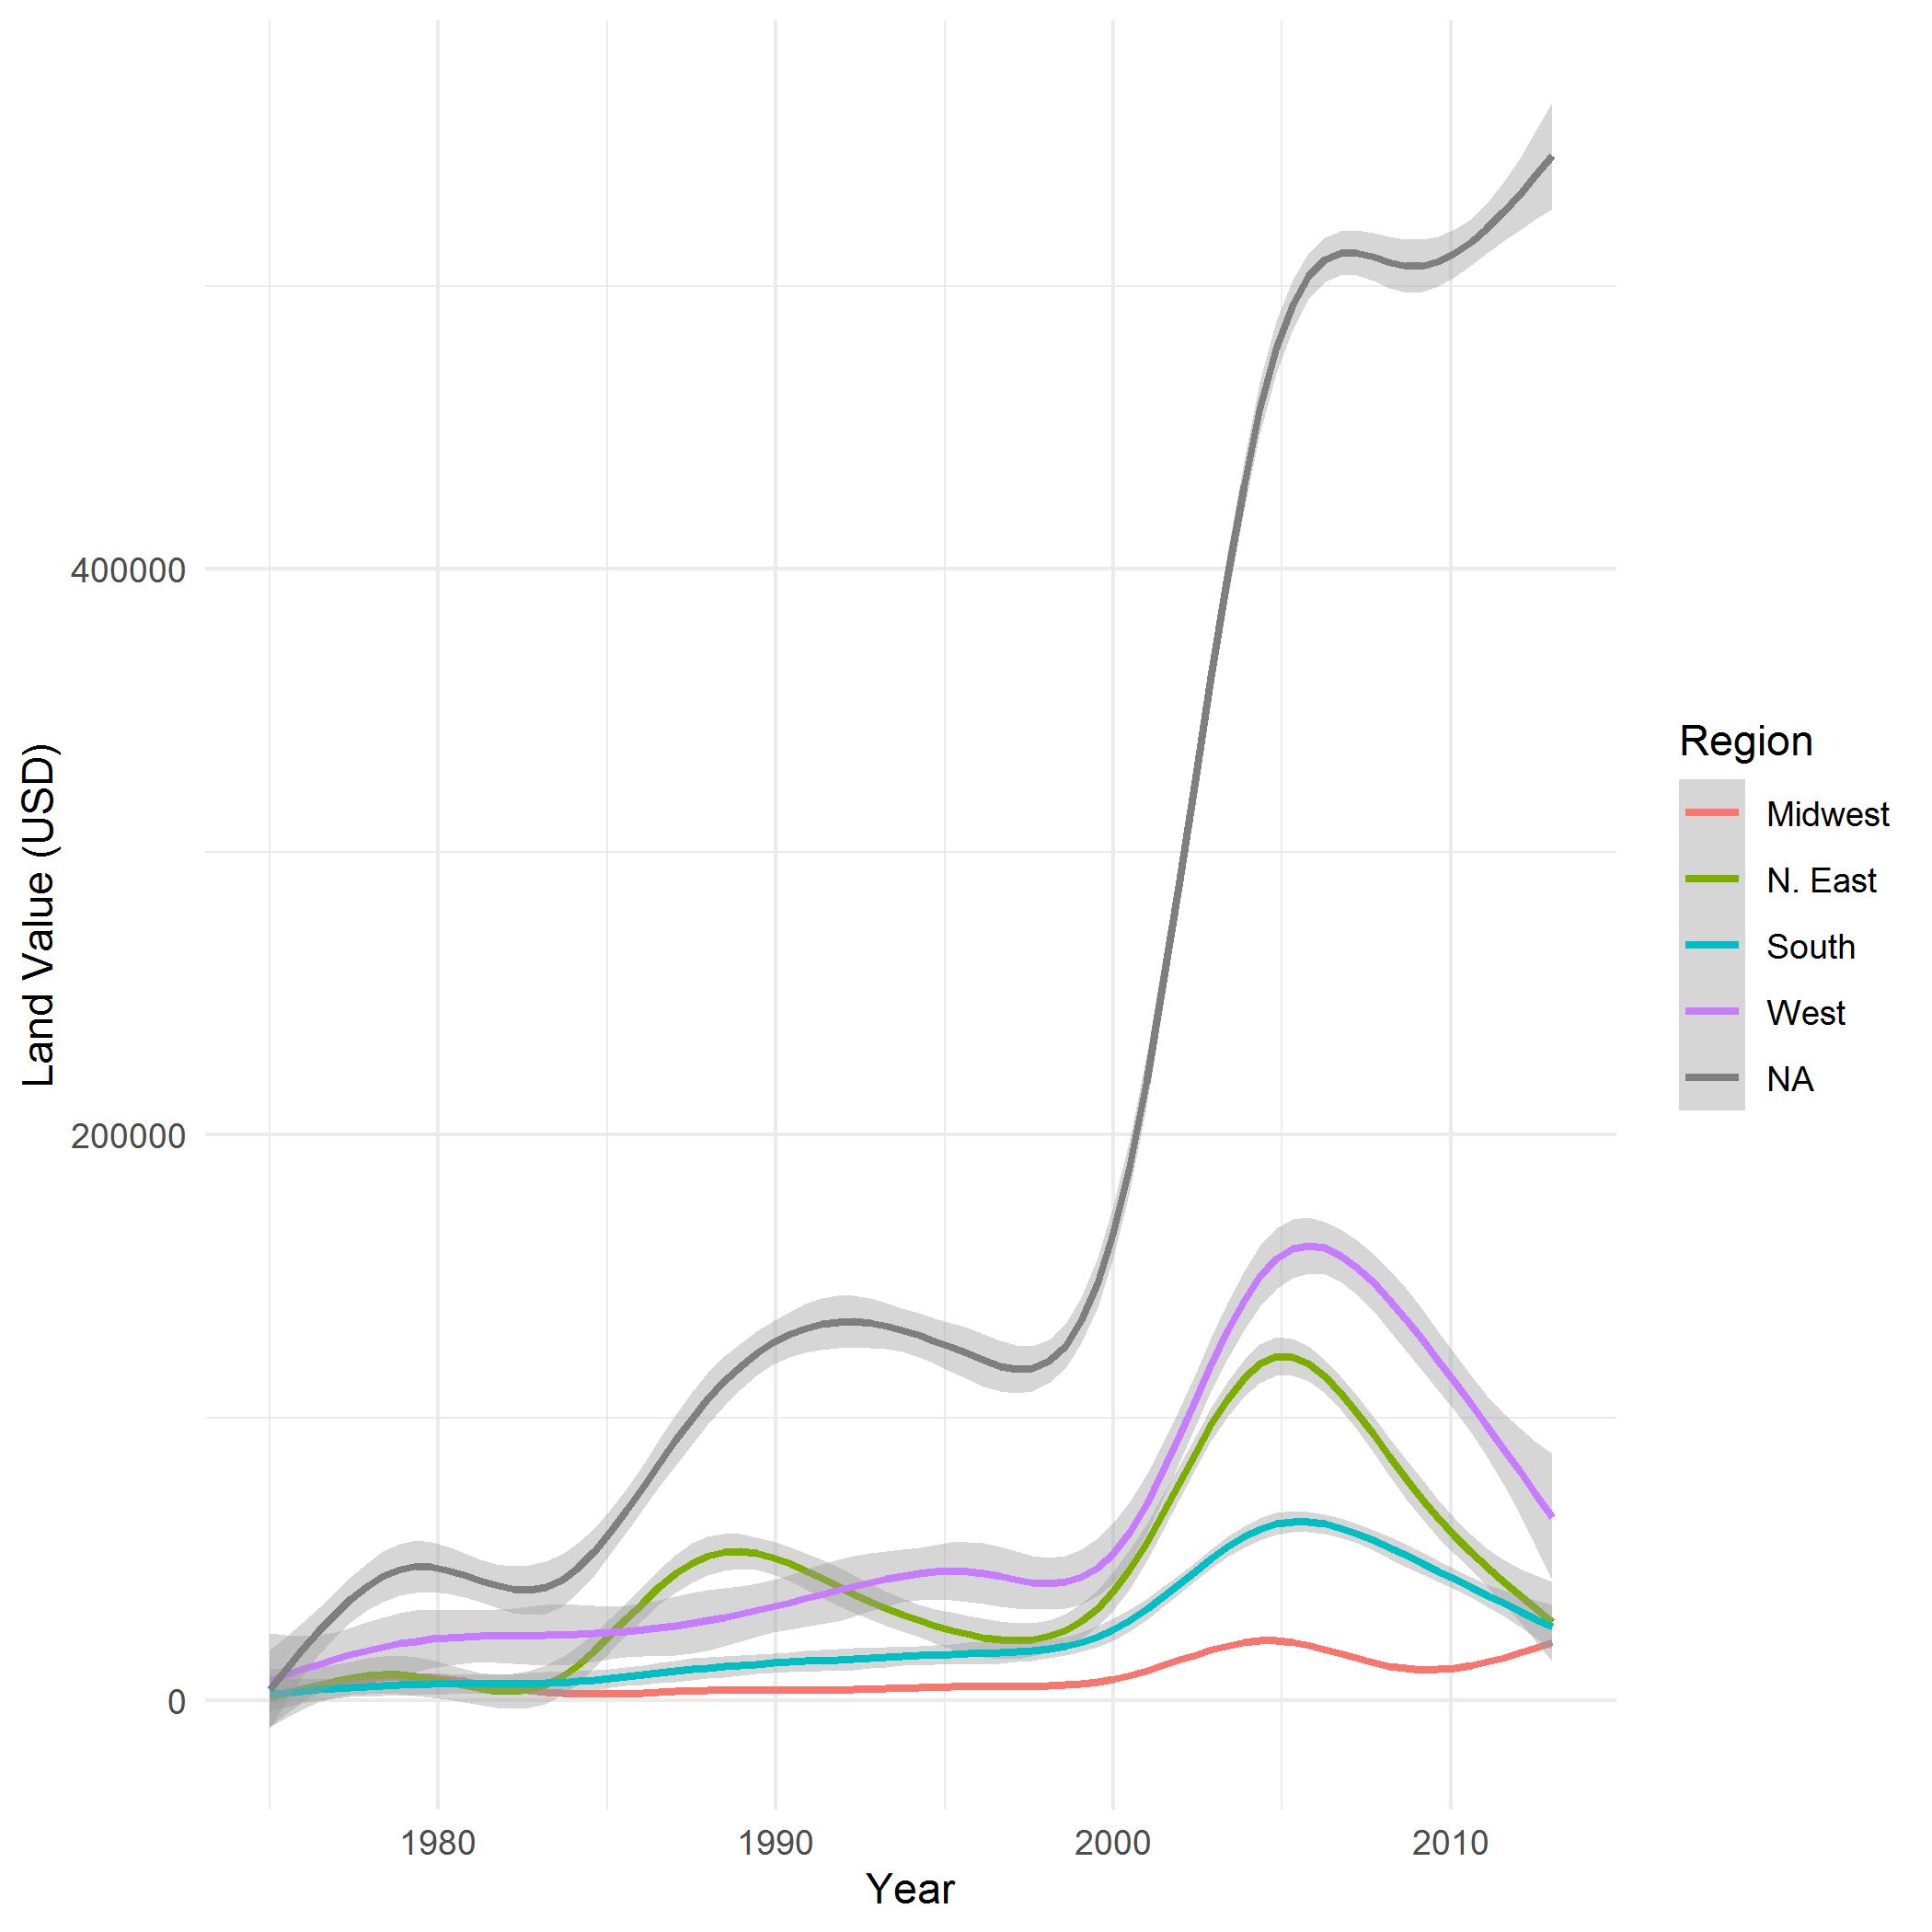 400000
200000
0
1980
1990
2000
2010
Year
Land Value (USD)
Region
Midwest
N. East
South
West
NA